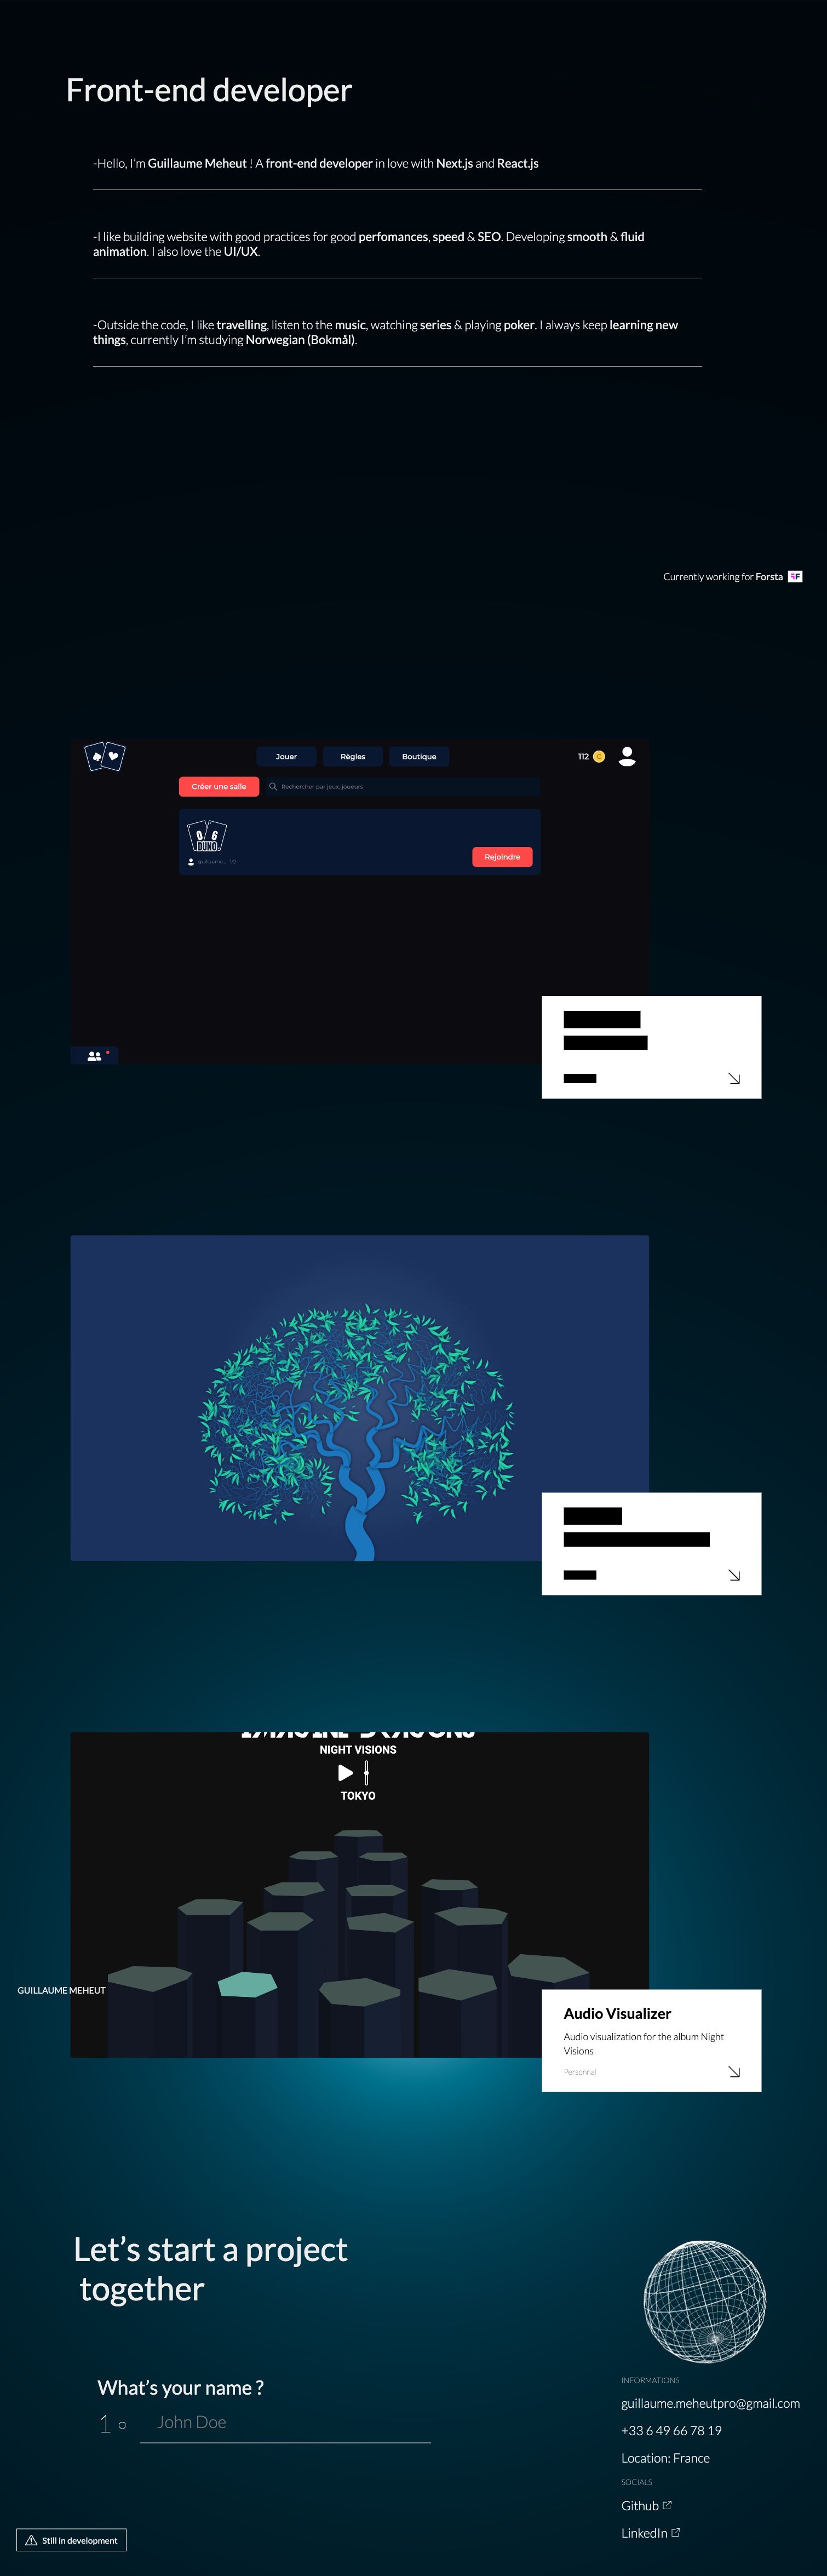 Front-end developer
-Hello, I'm Guillaume Meheut ! A front-end developer in love with Next.js and React.js
-I like building website with good practices for good perfomances, speed & SEO. Developing smooth & fluid
animation. I also love the UI/UX.
-Outside the code, I like travelling, listen to the music, watching series & playing poker. I always keep learning new
things, currently I'm studying Norwegian (Bokmål).
Currently working for Forsta
Jouer
Règles
Boutique
112
Créer une salle
Rechercher par jeux, joueurs
0 6
DUNO
guillaume...
Rejoindre
NIGHT VISIONS
TOKYO
GUILLAUME MEHEUT
Audio Visualizer
Audio visualization for the album Night
Visions
Personnal
Let's start a project
together
What's your name ?
1
John Doe
INFORMATIONS
guillaume.meheutpro@gmail.com
+33 6 49 66 78 19
Location: France
SOCIALS
Github
LinkedIn
Still in development